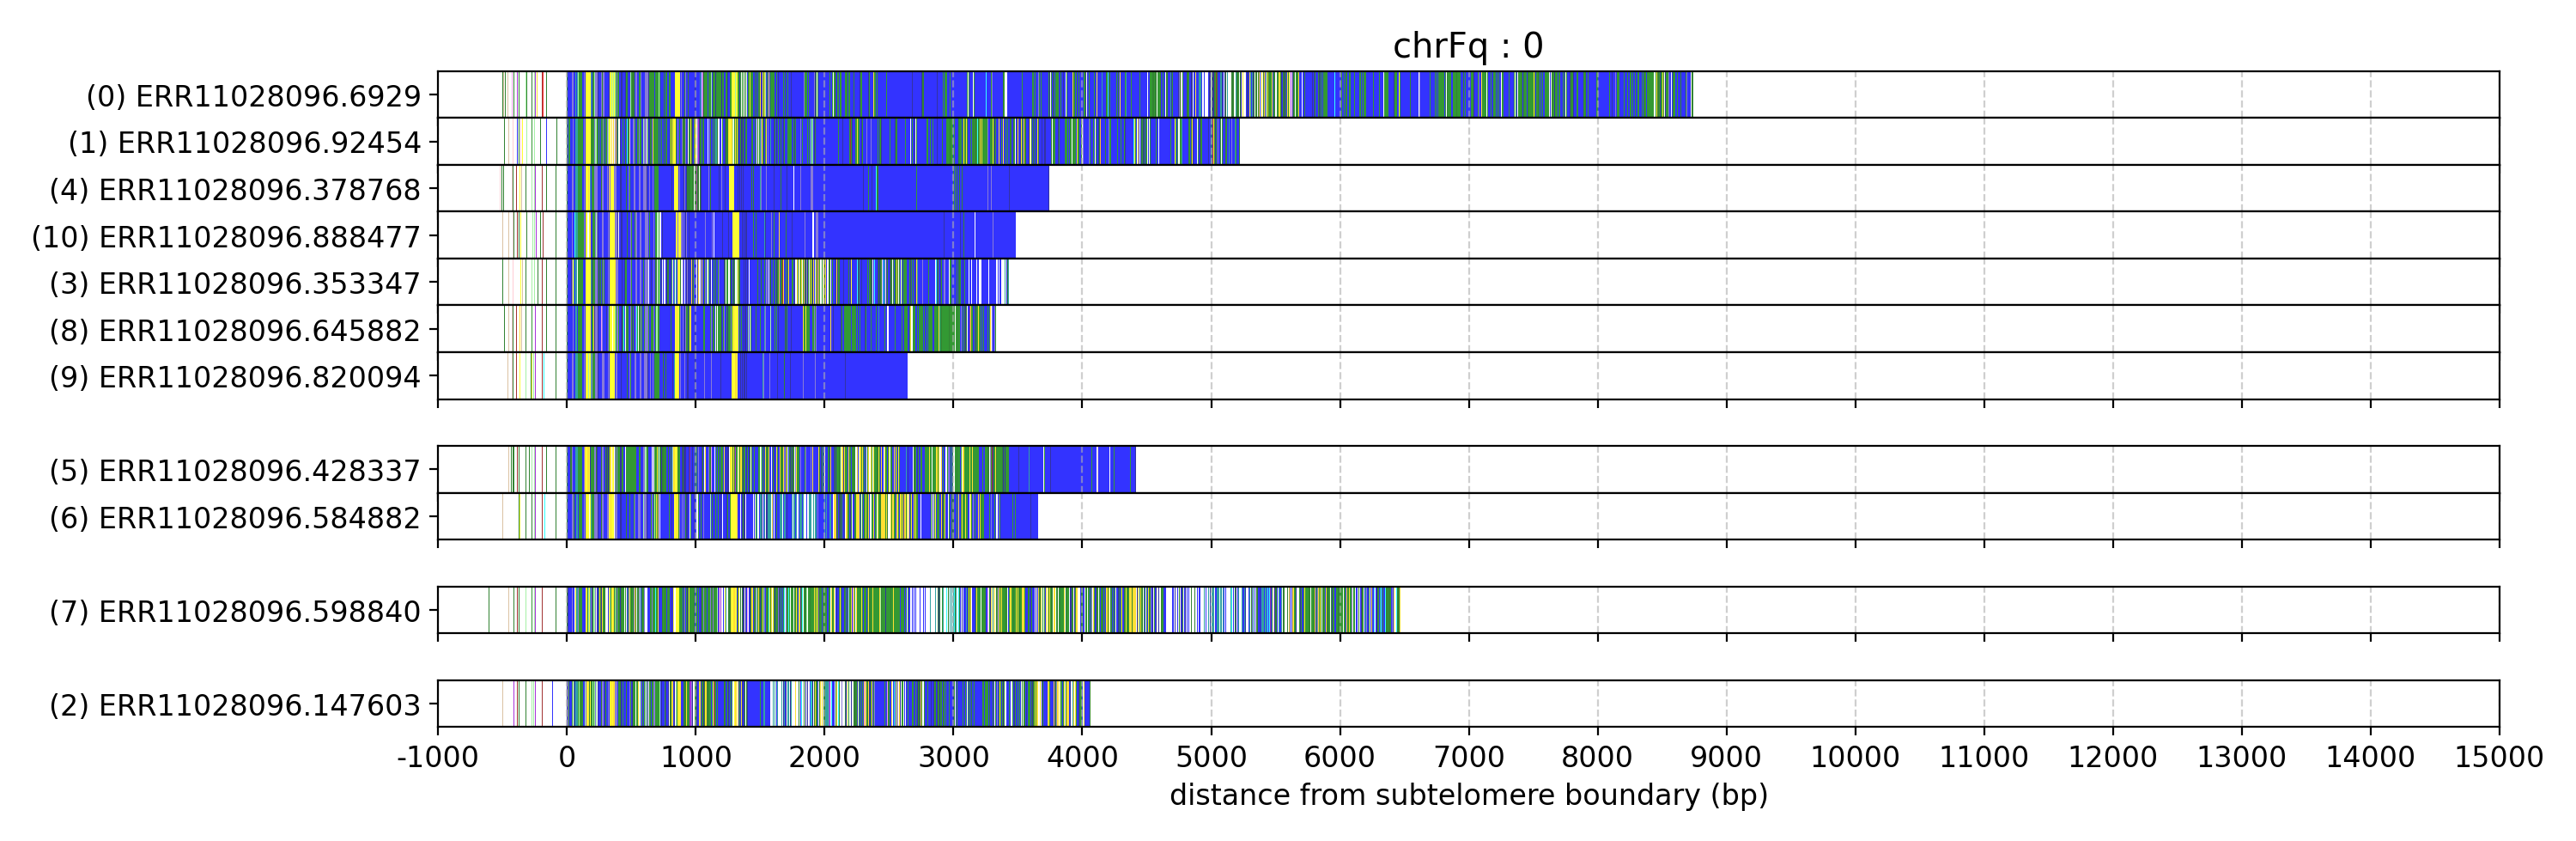 chrFq : 0
(0) ERR11028096.6929
(1) ERR11028096.92454
(4) ERR11028096.378768
(10) ERR11028096.888477
(3) ERR11028096.353347
(8) ERR11028096.645882
(9) ERR11028096.820094
(5) ERR11028096.428337
(6) ERR11028096.584882
(7) ERR11028096.598840
(2) ERR11028096.147603
-1000 0 1000 2000 3000 4000 5000 6000 7000 8000 9000 10000 11000 12000 13000 14000 15000
distance from subtelomere boundary (bp)